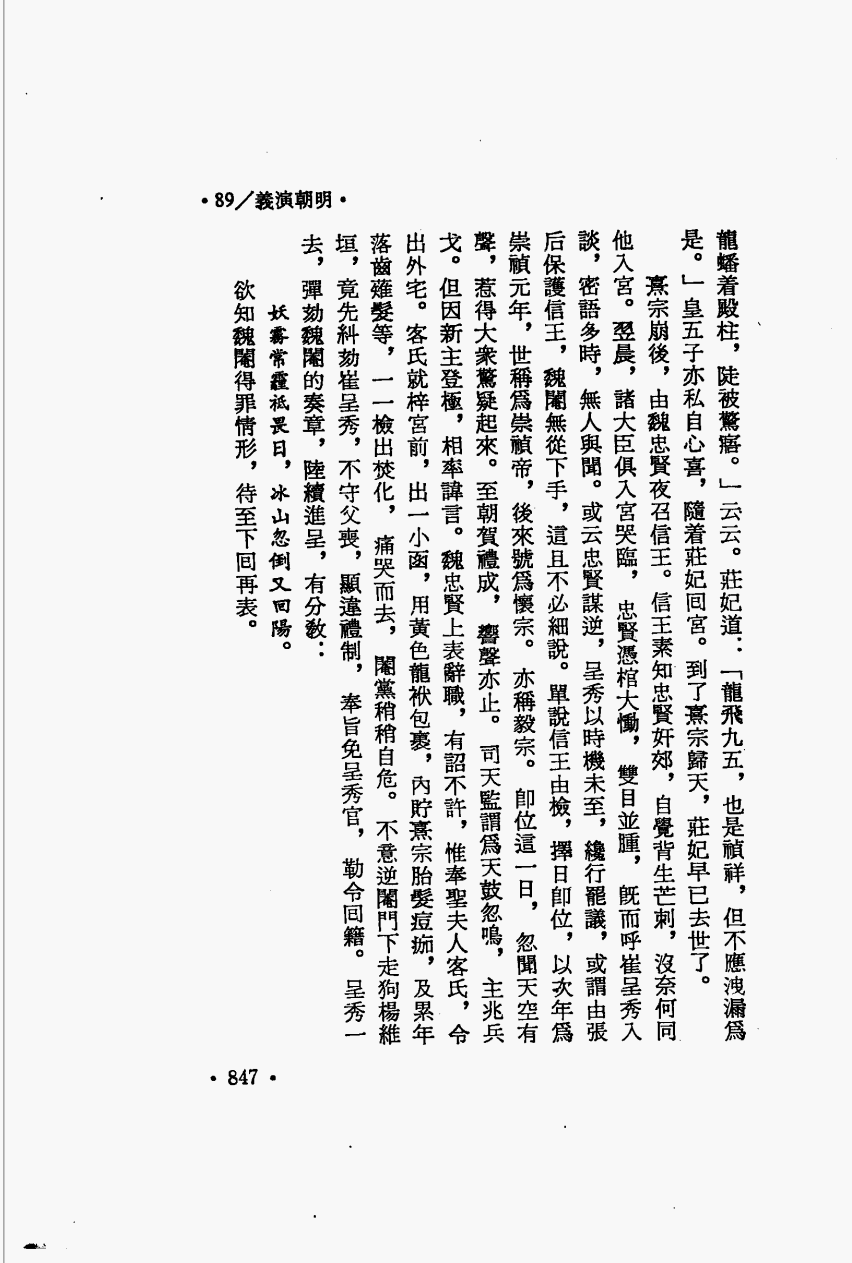 •89／義演朝明•
龍蟠着殿柱，陡被驚寤。」云云。莊妃道：「龍飛九五，也是禎祥，但不應洩漏爲
是。」皇五子亦私自心喜，隨着莊妃回宮。到了熹宗歸天，莊妃早已去世了。
熹宗崩後，由魏忠賢夜召信王。信王素知忠賢奸邪，自覺背生芒刺，沒奈何同
他入宮。翌晨，諸大臣俱入宮哭臨，忠賢憑棺大慟，雙目並腫，旣而呼崔呈秀入
談，密語多時，無人與聞。或云忠賢謀逆，呈秀以時機未至，纔行罷議，或謂由張
后保護信王，魏閹無從下手，這且不必細說。單說信王由檢，擇日卽位，以次年爲
崇禎元年，世稱爲崇禎帝，後來號爲懷宗。亦稱毅宗。卽位這一日，忽聞天空有
聲，惹得大衆驚疑起來。至朝賀禮成，響聲亦止。司天監謂爲天鼓忽鳴，主兆兵
戈。但因新主登極，相率諱言。魏忠賢上表辭職，有詔不許，惟奉聖夫人客氏，令
出外宅。客氏就梓宮前，出一小函，用黃色龍袱包裹，內貯熹宗胎髮痘痂，及累年
落齒薙髮等，一一檢出焚化，痛哭而去，閹黨稍稍自危。不意逆閹門下走狗楊維
垣，竟先糾劾崔呈秀，不守父喪，顯違禮制，奉旨免呈秀官，勒令回籍。呈秀一
去，彈劾魏閹的奏章，陸續進呈，有分敎：
妖霧常霾祗畏日，冰山忽倒又回陽。
欲知魏閹得罪情形，待至下回再表。
•847•